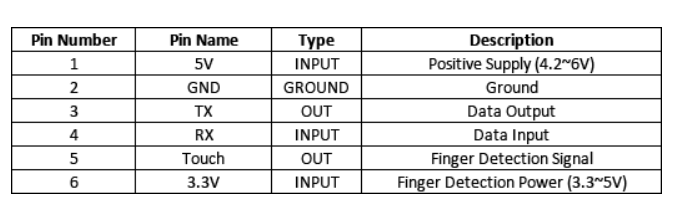 Pin Number Pin Name Type Description
1 5V INPUT Positive Supply (4.2~6V)
2 GND GROUND Ground
3 TX OUT Data Output
4 RX INPUT Data Input
5 Touch OUT Finger Detection Signal
6 3.3V INPUT Finger Detection Power (3.3~5V)